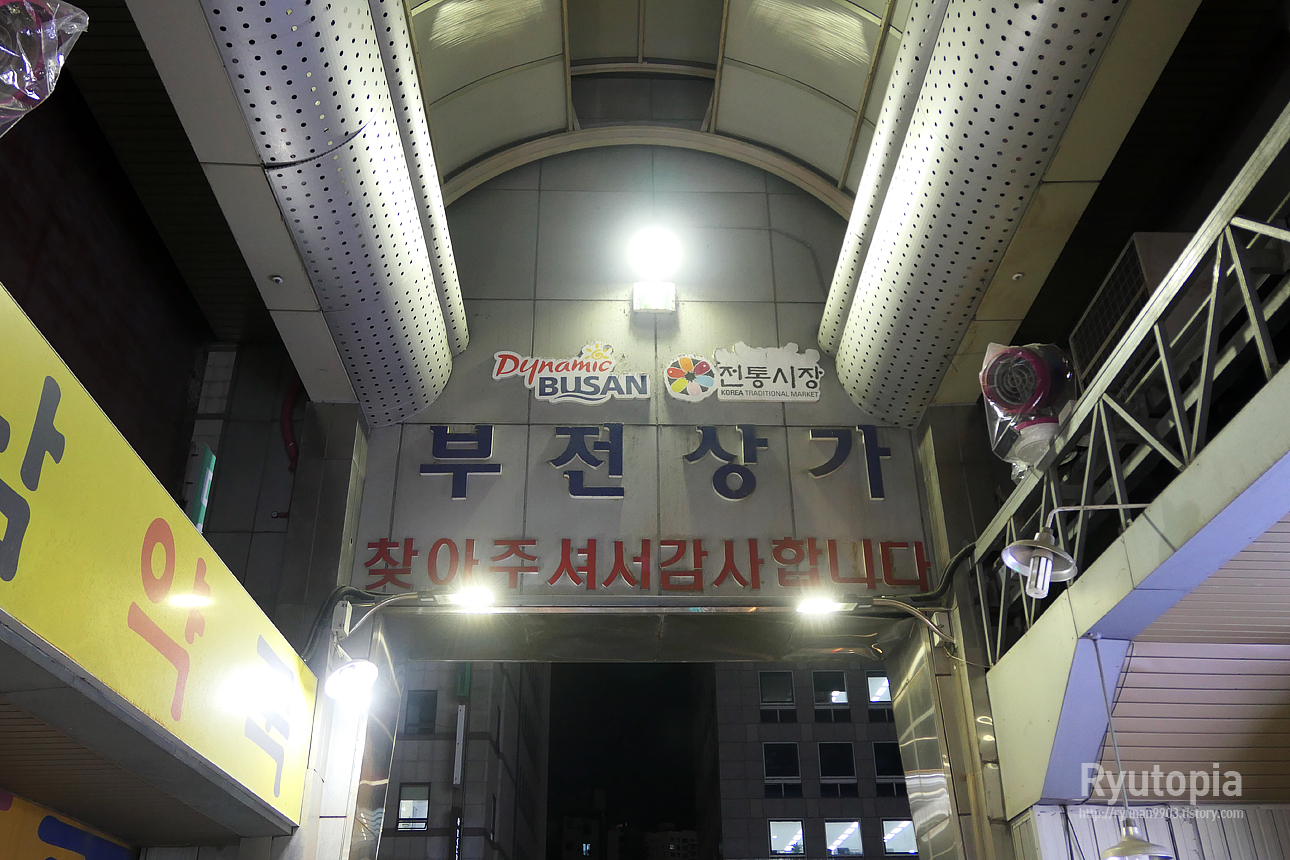 Dynamic
BUSAN
전통시장
KOREA TRADITIONAL MARKET
부전상가
찾아주셔서감사합니다
약
Ryutopia